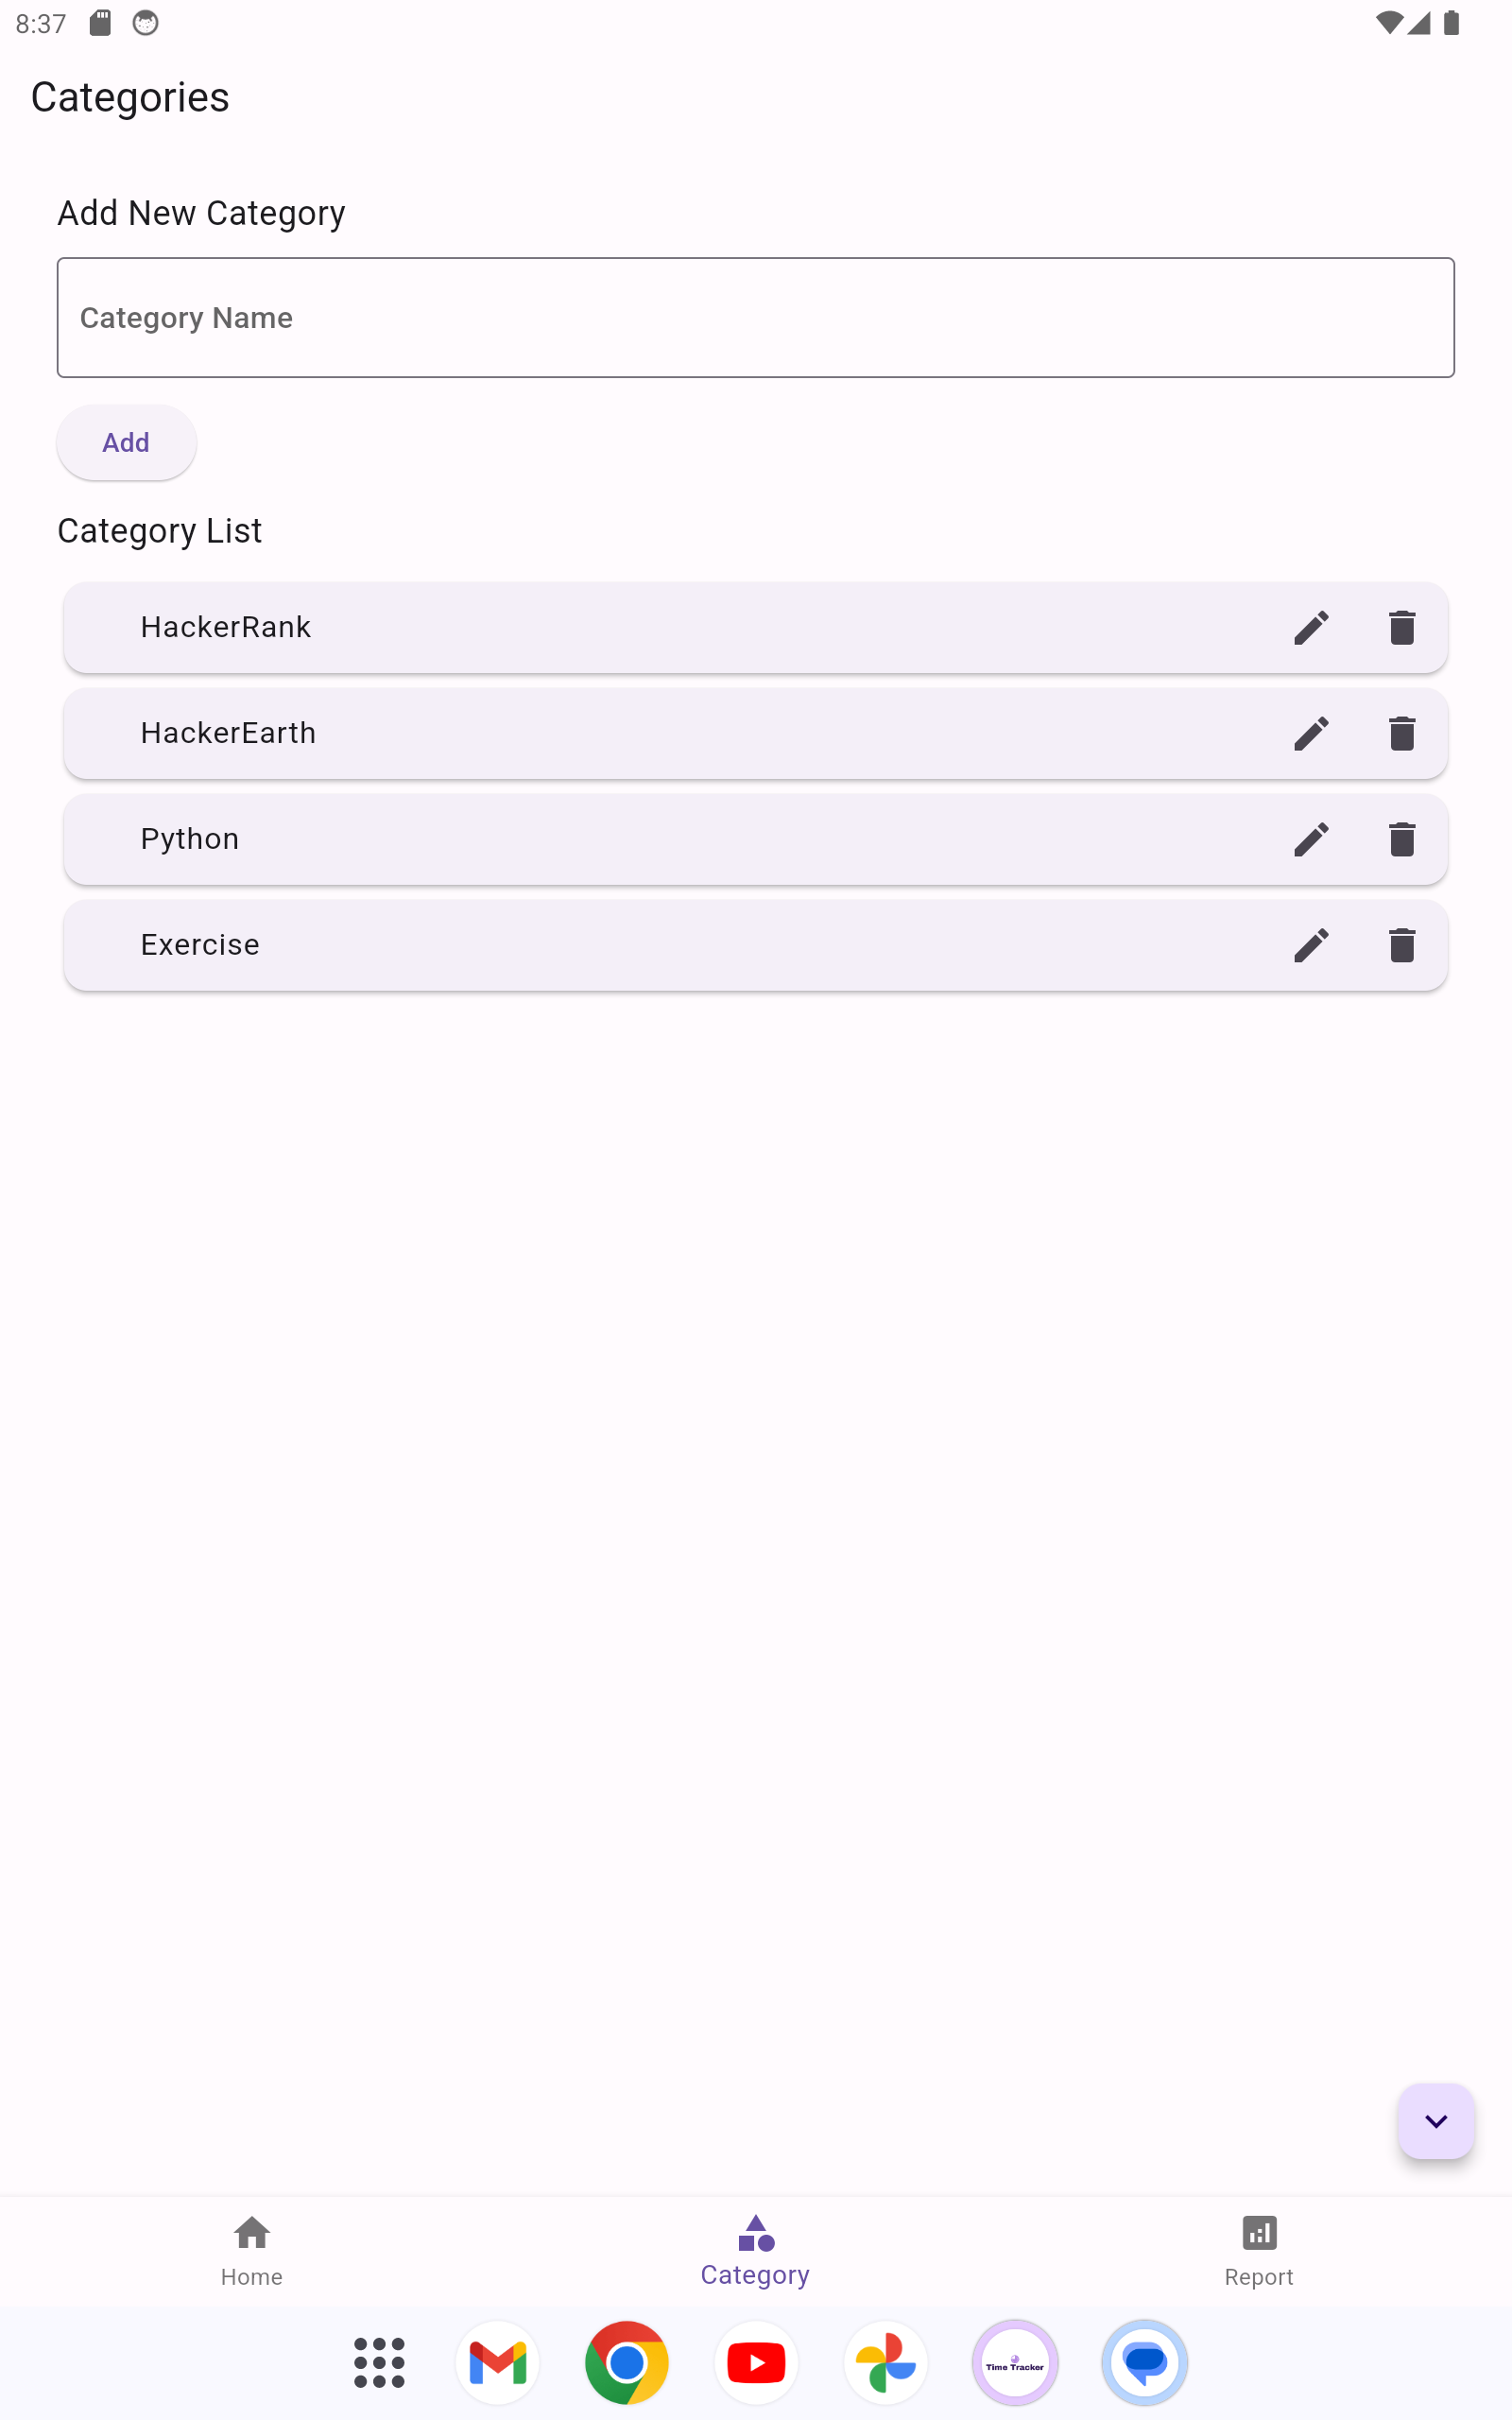 8:37
Categories
Add New Category
Category Name
Add
Category List
HackerRank
HackerEarth
Python
Exercise
Home
Category
Report
Time Tracker